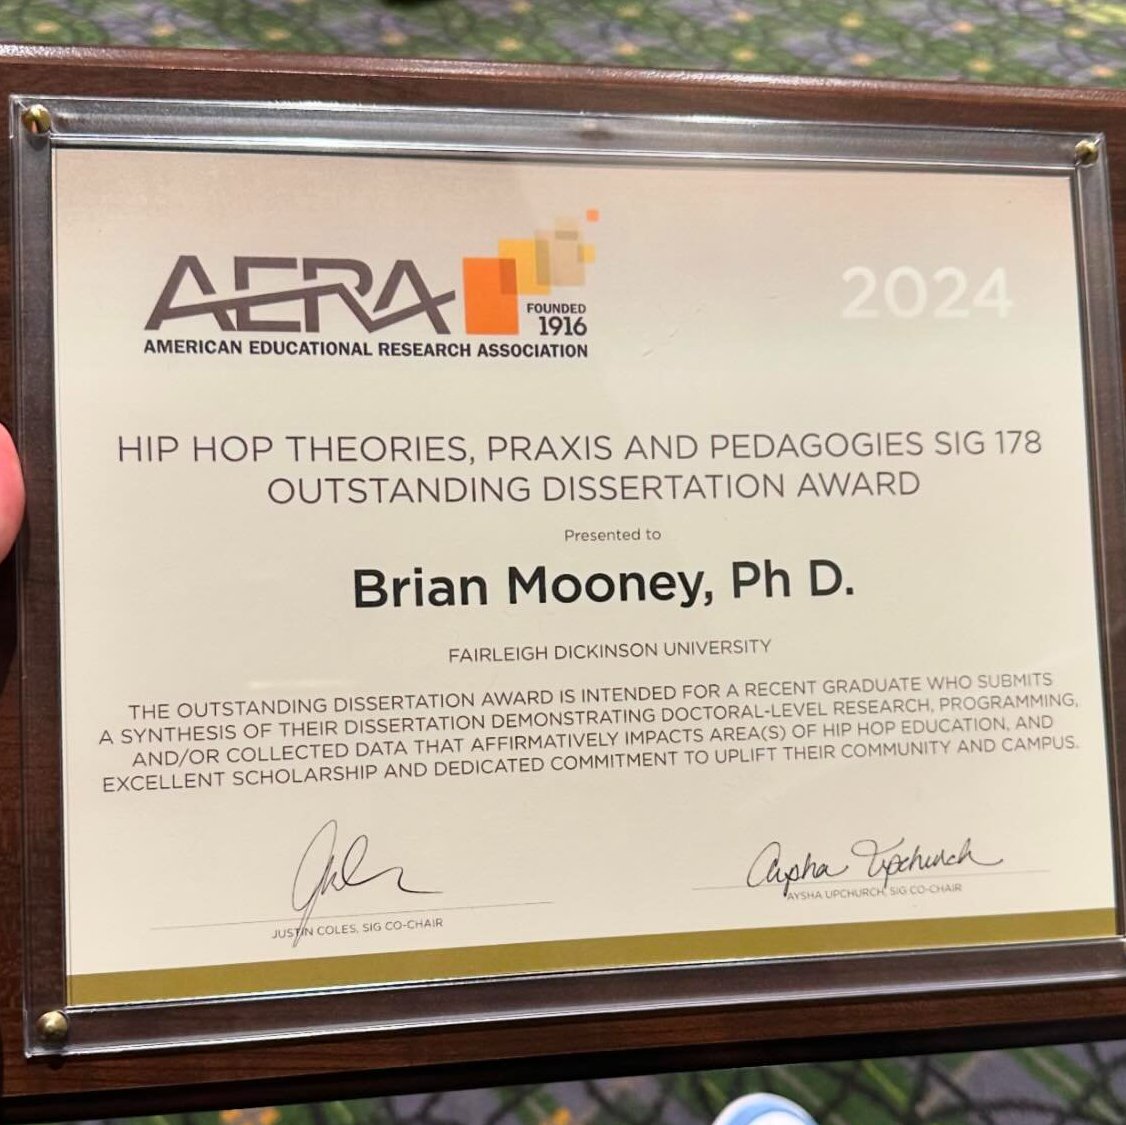 AERA
FOUNDED
1916
AMERICAN EDUCATIONAL RESEARCH ASSOCIATION
2024
HIP HOP THEORIES, PRAXIS AND PEDAGOGIES SIG 178
OUTSTANDING DISSERTATION AWARD
Presented to
Brian Mooney, Ph D.
FAIRLEIGH DICKINSON UNIVERSITY
THE OUTSTANDING DISSERTATION AWARD IS INTENDED FOR A RECENT GRADUATE WHO SUBMITS
A SYNTHESIS OF THEIR DISSERTATION DEMONSTRATING DOCTORAL-LEVEL RESEARCH, PROGRAMMING,
AND/OR COLLECTED DATA THAT AFFIRMATIVELY IMPACTS AREA(S) OF HIP HOP EDUCATION, AND
EXCELLENT SCHOLARSHIP AND DEDICATED COMMITMENT TO UPLIFT THEIR COMMUNITY AND CAMPUS.
JUSTIN COLES, SIG CO-CHAIR
Aysha Upchurch
AYSHA UPCHURCH, SIG CO-CHAIR